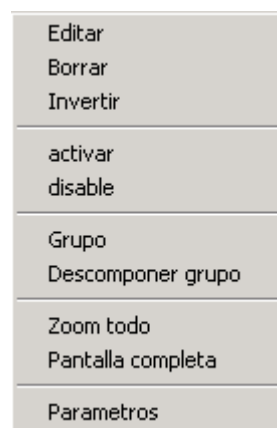 Editar
Borrar
Invertir
activar
disable
Grupo
Descomponer grupo
Zoom todo
Pantalla completa
Parametros